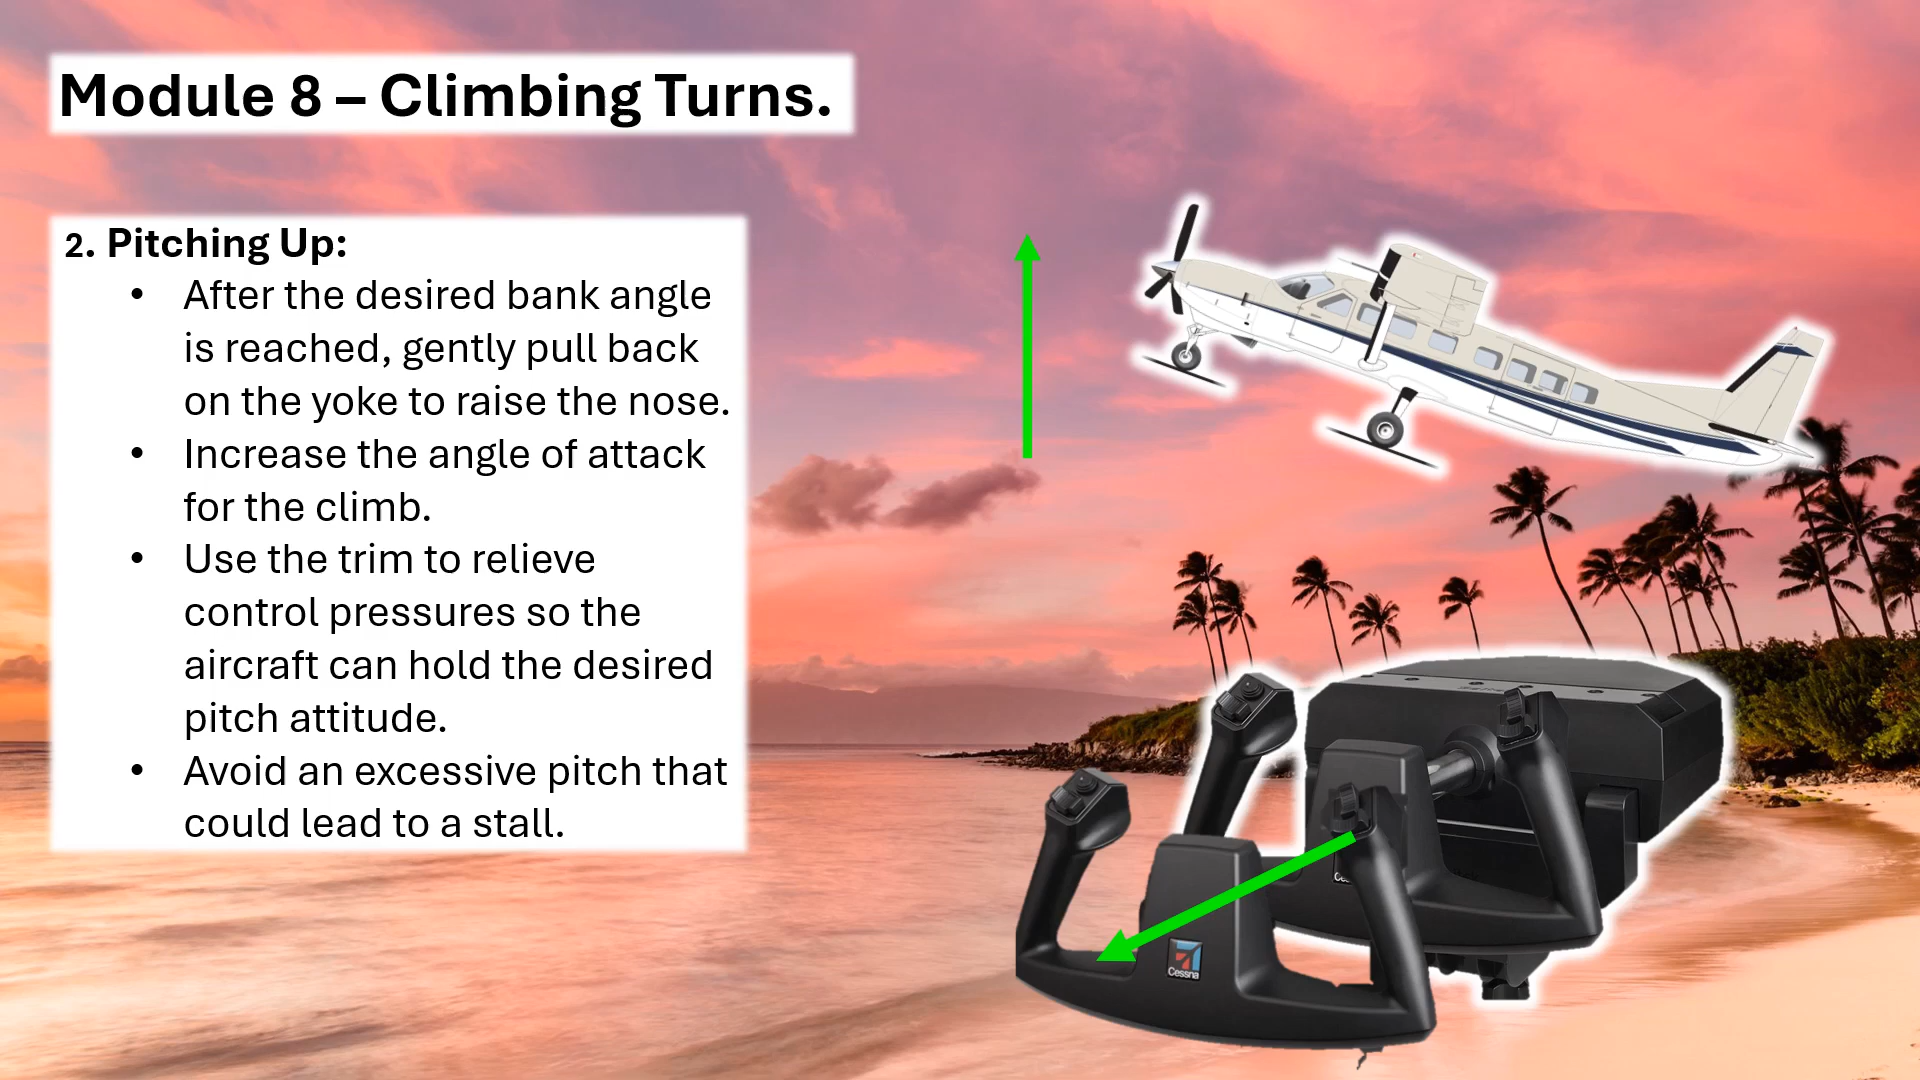 Module 8 – Climbing Turns.
2. Pitching Up:
• After the desired bank angle
is reached, gently pull back
on the yoke to raise the nose.
• Increase the angle of attack
for the climb.
• Use the trim to relieve
control pressures so the
aircraft can hold the desired
pitch attitude.
• Avoid an excessive pitch that
could lead to a stall.
Cessna